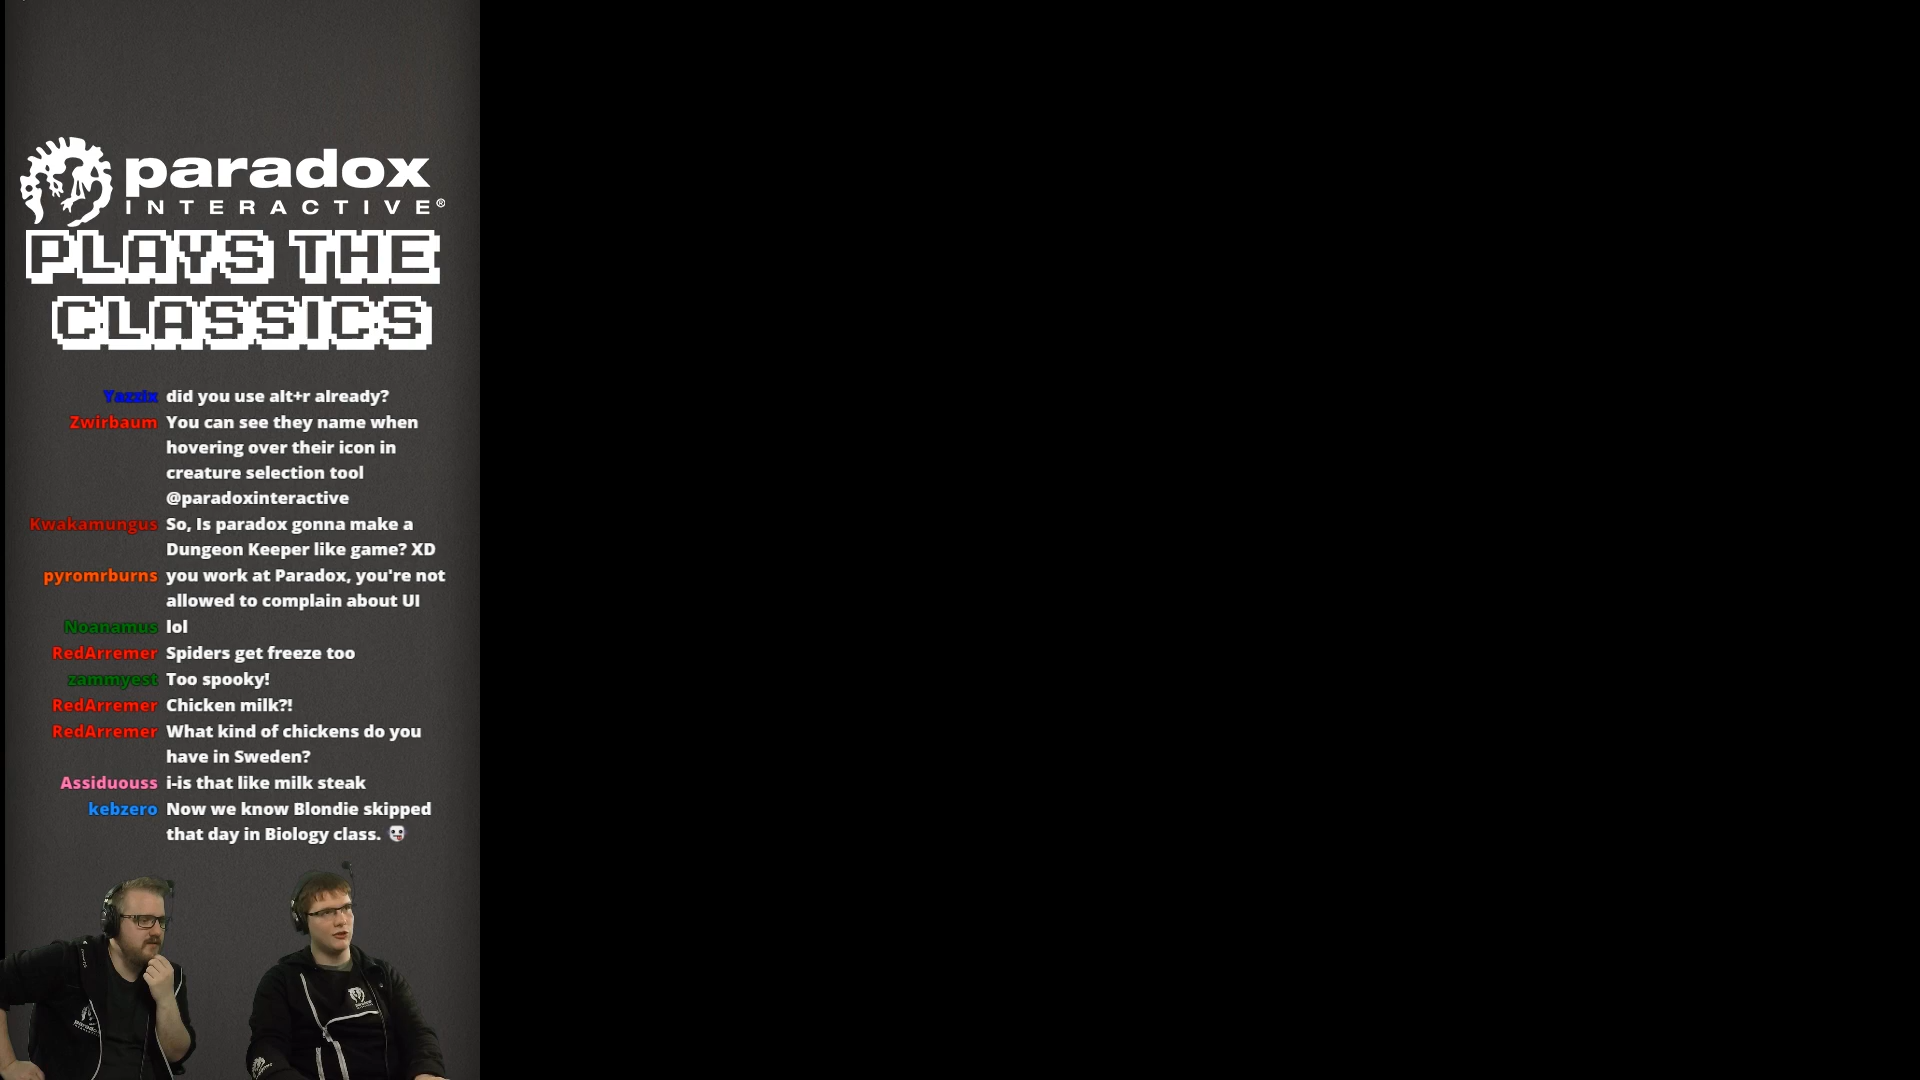 paradox
INTERACTIVE®
PLAYS THE
CLASSICS
Yazzix did you use alt+r already?
Zwirbaum You can see they name when
hovering over their icon in
creature selection tool
@paradoxinteractive
Kwakamungus So, Is paradox gonna make a
Dungeon Keeper like game? XD
pyromrburns you work at Paradox, you're not
allowed to complain about UI
Noanamus lol
RedArremer Spiders get freeze too
zammyest Too spooky!
RedArremer Chicken milk?!
RedArremer What kind of chickens do you
have in Sweden?
Assiduouss i-is that like milk steak
kebzero Now we know Blondie skipped
that day in Biology class.